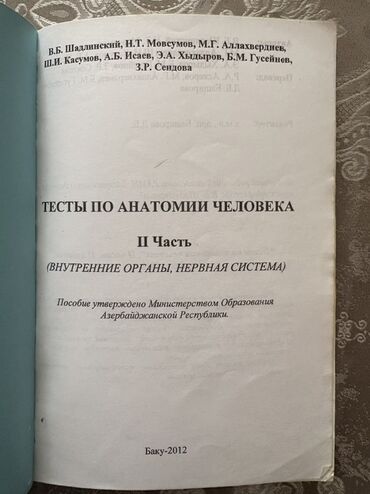 В.Б. Шадлинский, Н.Т. Мовсумов, М.Г. Аллахвердиев,
Ш.И. Касумов, А.Б. Исаев, Э.А. Хыдыров, Б.М. Гусейнов,
З.Р. Сеидова
ТЕСТЫ ПО АНАТОМИИ ЧЕЛОВЕКА
II Часть
(ВНУТРЕННИЕ ОРГАНЫ, НЕРВНАЯ СИСТЕМА)
Пособие утверждено Министерством Образования
Азербайджанской Республики.
Баку-2012